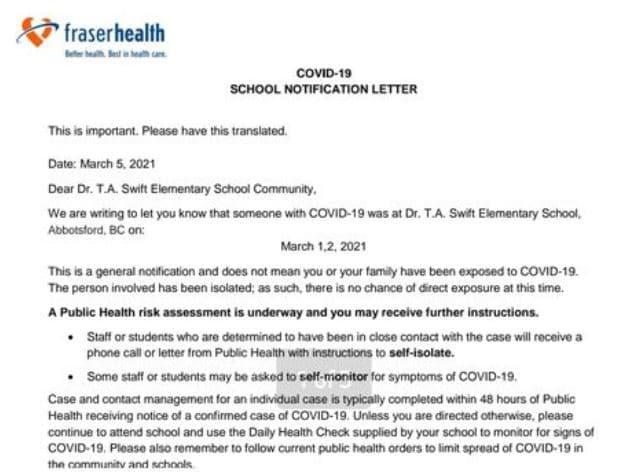 fraserhealth
Better health. Best in health care.
COVID-19
SCHOOL NOTIFICATION LETTER
This is important. Please have this translated.
Date: March 5, 2021
Dear Dr. T.A. Swift Elementary School Community,
We are writing to let you know that someone with COVID-19 was at Dr. T.A. Swift Elementary School,
Abbotsford, BC on:
March 1,2, 2021
This is a general notification and does not mean you or your family have been exposed to COVID-19.
The person involved has been isolated; as such, there is no chance of direct exposure at this time.
A Public Health risk assessment is underway and you may receive further instructions.
• Staff or students who are determined to have been in close contact with the case will receive a
phone call or letter from Public Health with instructions to self-isolate.
• Some staff or students may be asked to self-monitor for symptoms of COVID-19.
1 of 5
Case and contact management for an individual case is typically completed within 48 hours of Public
Health receiving notice of a confirmed case of COVID-19. Unless you are directed otherwise, please
continue to attend school and use the Daily Health Check supplied by your school to monitor for signs of
COVID-19. Please also remember to follow current public health orders to limit spread of COVID-19 in
the community and schools.